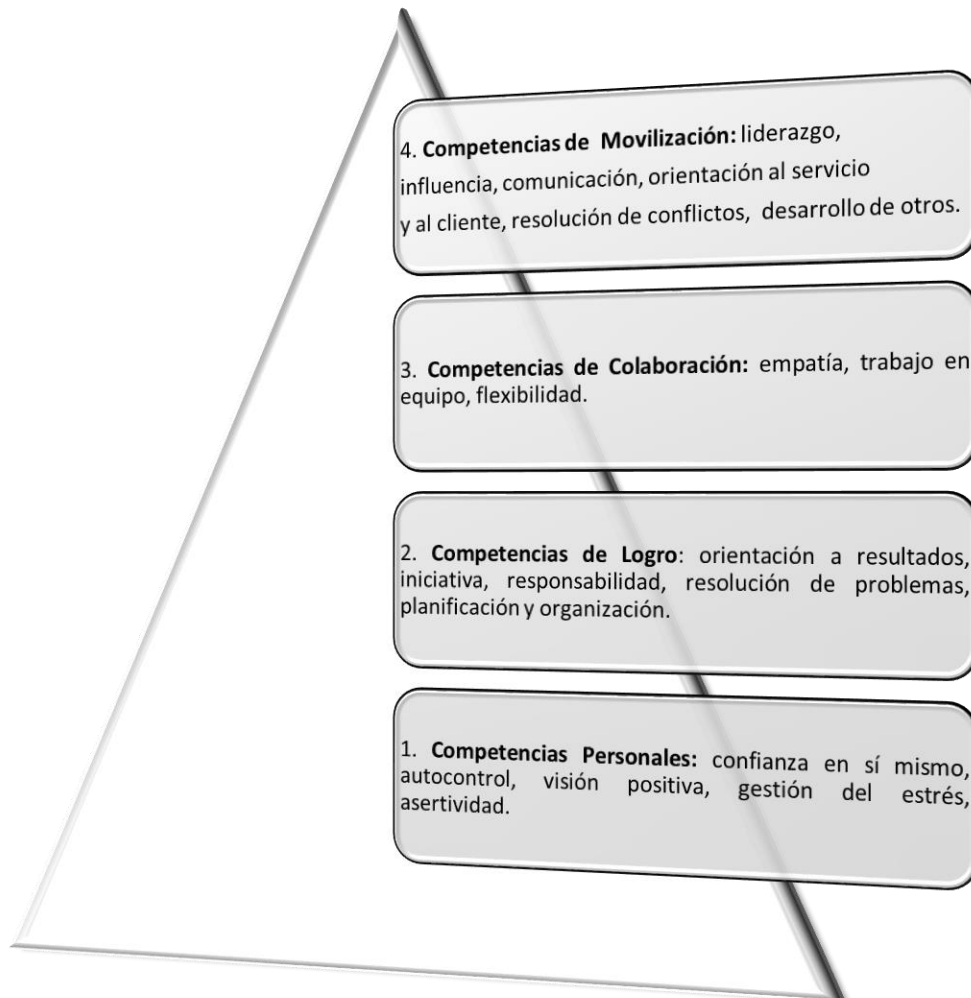 4. Competencias de Movilización: liderazgo,
influencia, comunicación, orientación al servicio
y al cliente, resolución de conflictos, desarrollo de otros.
3. Competencias de Colaboración: empatía, trabajo en
equipo, flexibilidad.
2. Competencias de Logro: orientación a resultados,
iniciativa, responsabilidad, resolución de problemas,
planificación y organización.
1. Competencias Personales: confianza en sí mismo,
autocontrol, visión positiva, gestión del estrés,
asertividad.